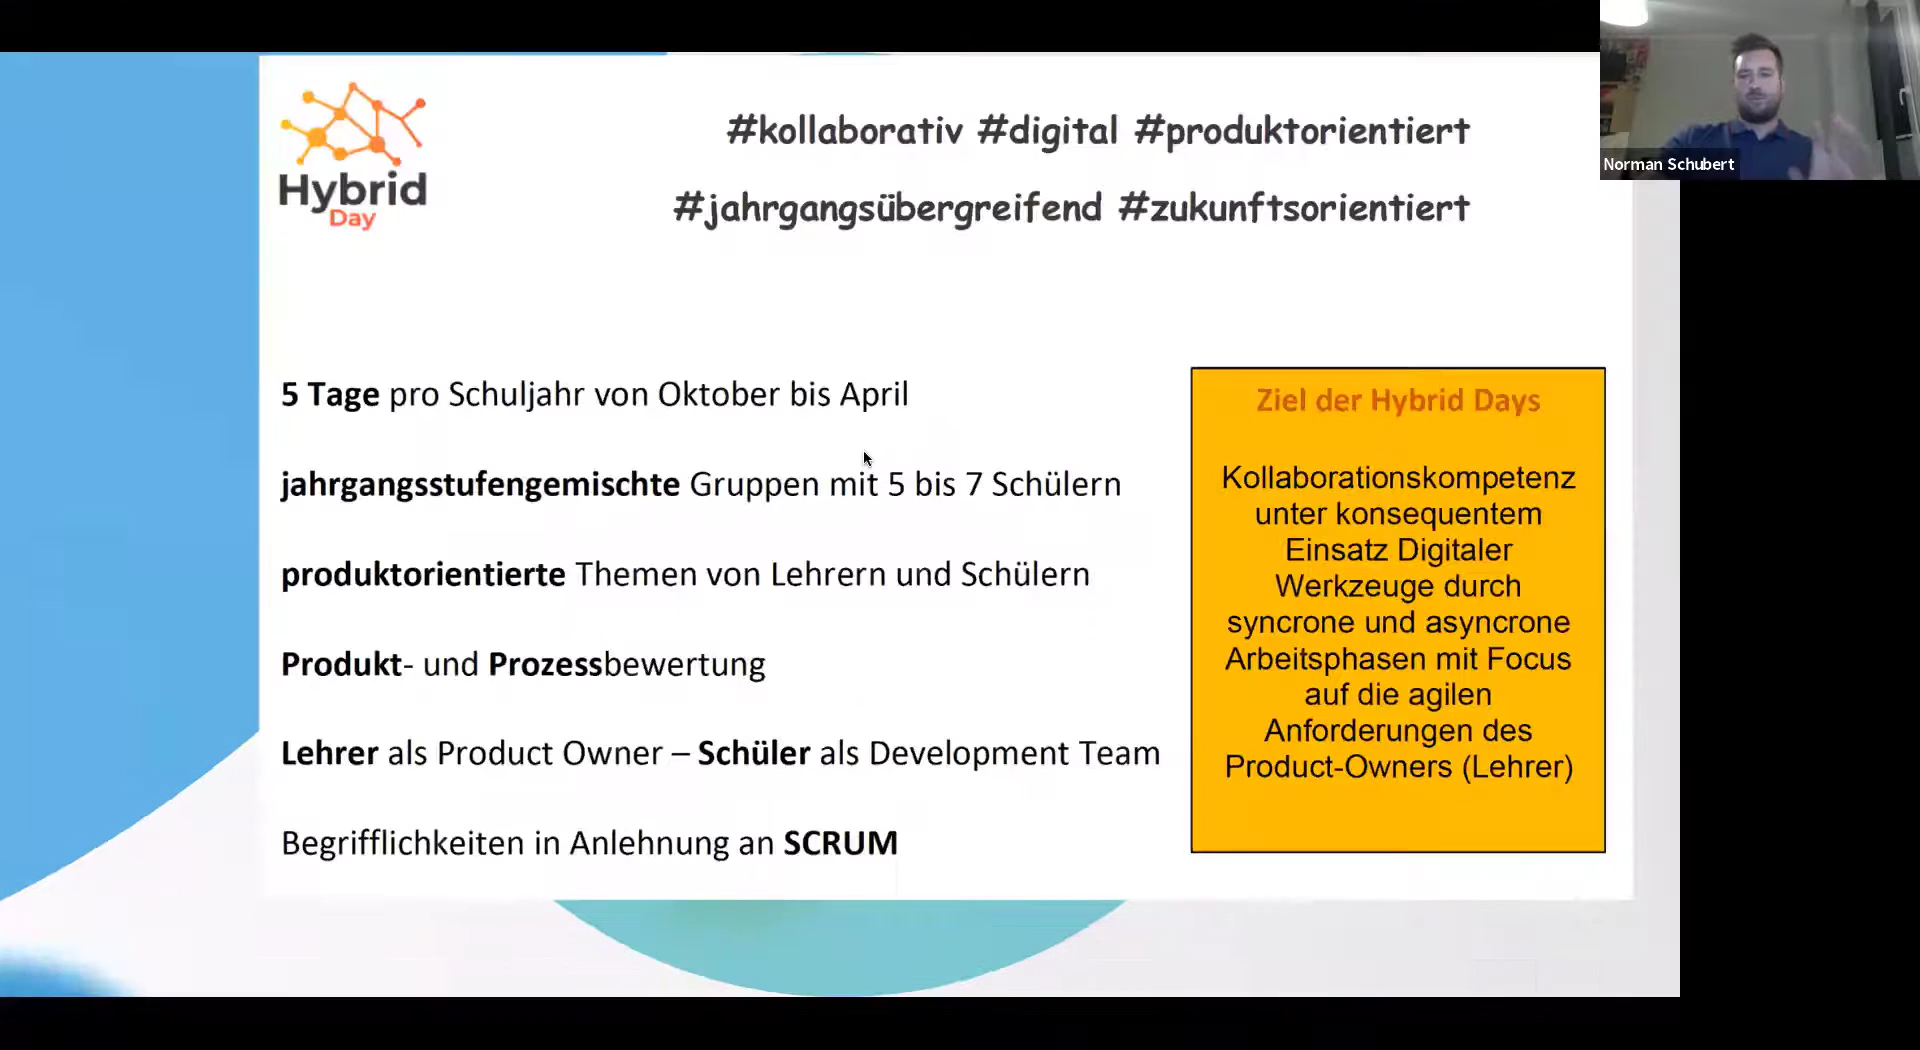 Hybrid
Day
#kollaborativ #digital #produktorientiert
#jahrgangsübergreifend #zukunftsorientiert
Norman Schubert
5 Tage pro Schuljahr von Oktober bis April
jahrgangsstufengemischte Gruppen mit 5 bis 7 Schülern
produktorientierte Themen von Lehrern und Schülern
Produkt- und Prozessbewertung
Lehrer als Product Owner – Schüler als Development Team
Begrifflichkeiten in Anlehnung an SCRUM
Ziel der Hybrid Days
Kollaborationskompetenz
unter konsequentem
Einsatz Digitaler
Werkzeuge durch
syncrone und asyncrone
Arbeitsphasen mit Focus
auf die agilen
Anforderungen des
Product-Owners (Lehrer)